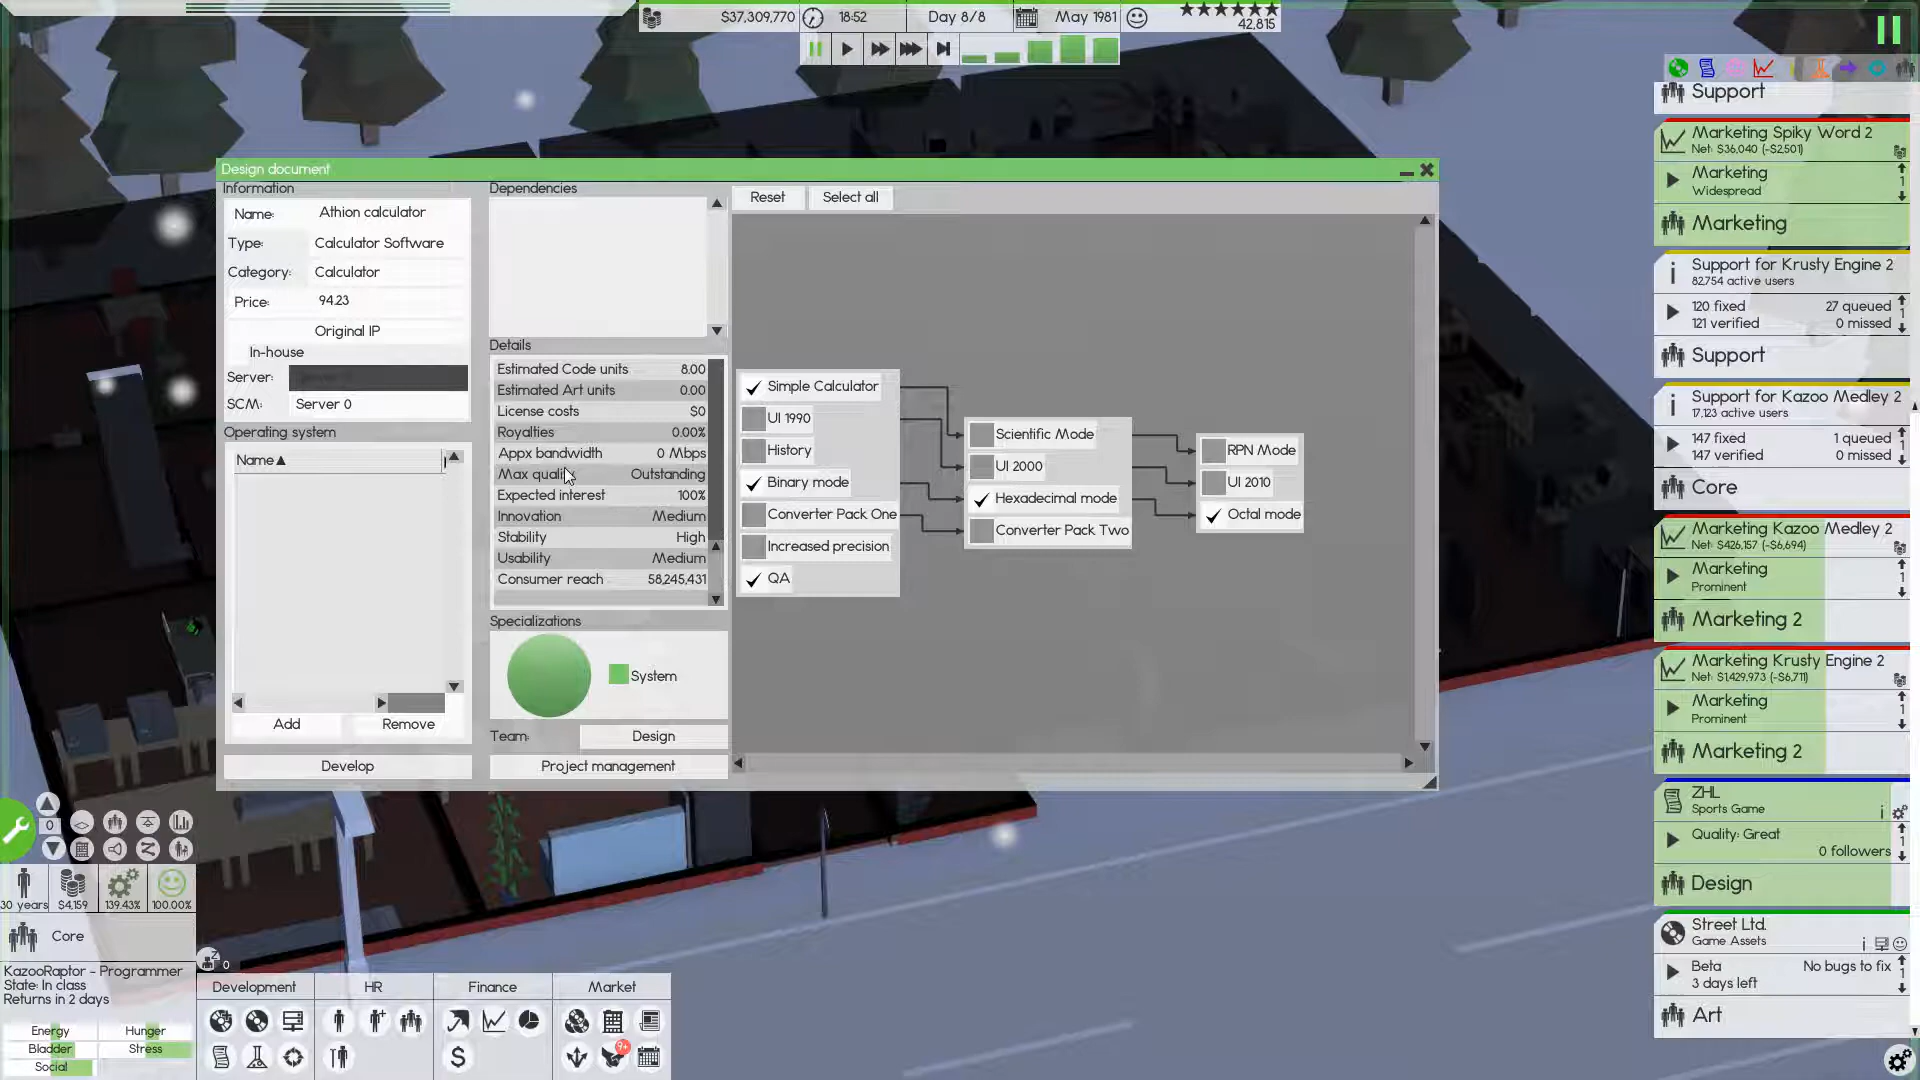 $37,309,770
18:52
Day 8/8
May 1981
42,815
Design document
Information
Name: Athion calculator
Type: Calculator Software
Category: Calculator
Price: 94.23
Original IP
In-house
Server:
SCM: Server 0
Operating system
Name▲
Add
Remove
Develop
Dependencies
Details
Estimated Code units 8.00
Estimated Art units 0.00
License costs $0
Royalties 0.00%
Appx bandwidth 0 Mbps
Max quality Outstanding
Expected interest 100%
Innovation Medium
Stability High
Usability Medium
Consumer reach 58,245,431
Specializations
System
Team: Design
Project management
Reset
Select all
Simple Calculator
UI 1990
History
Binary mode
Converter Pack One
Increased precision
QA
Scientific Mode
UI 2000
Hexadecimal mode
Converter Pack Two
RPN Mode
UI 2010
Octal mode
Support
Marketing Spiky Word 2
Net: $36,040 (-$2,501)
Marketing
Widespread
1
Marketing
Support for Krusty Engine 2
82,754 active users
120 fixed 27 queued
121 verified 0 missed
1
Support
Support for Kazoo Medley 2
17,123 active users
147 fixed 1 queued
147 verified 0 missed
1
Core
Marketing Kazoo Medley 2
Net: $426,157 (-$6,694)
Marketing
Prominent
1
Marketing 2
Marketing Krusty Engine 2
Net: $1,429,973 (-$6,711)
Marketing
Prominent
1
Marketing 2
ZHL
Sports Game
Quality: Great
0 followers
1
Design
Street Ltd.
Game Assets
Beta No bugs to fix
3 days left
1
Art
0
30 years
$4,159
139.43%
100.00%
Core
KazooRaptor - Programmer
State: In class
Returns in 2 days
Energy
Hunger
Bladder
Stress
Social
Z
0
Development
HR
Finance
Market
9+